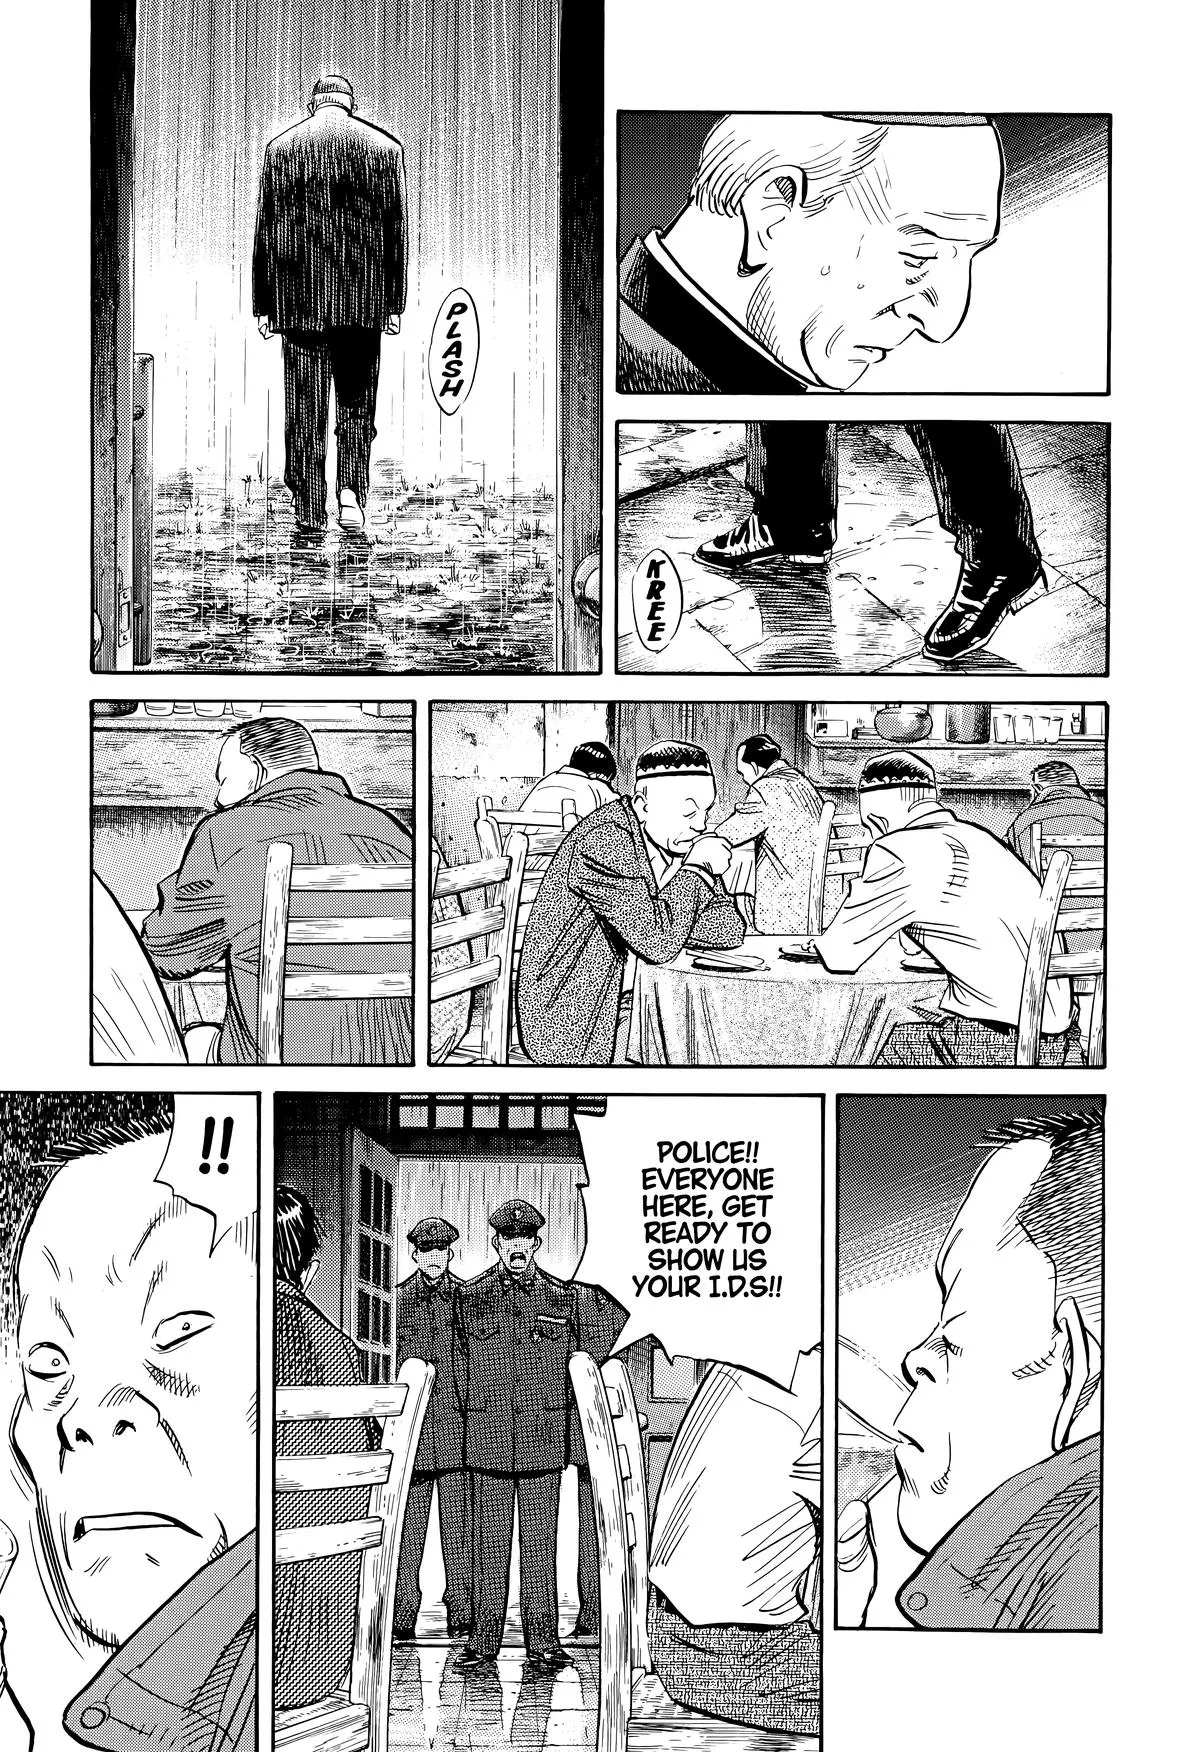 KREE
PLASH
POLICE!!
EVERYONE
HERE, GET
READY TO
SHOW US
YOUR I.D.S!!
!!